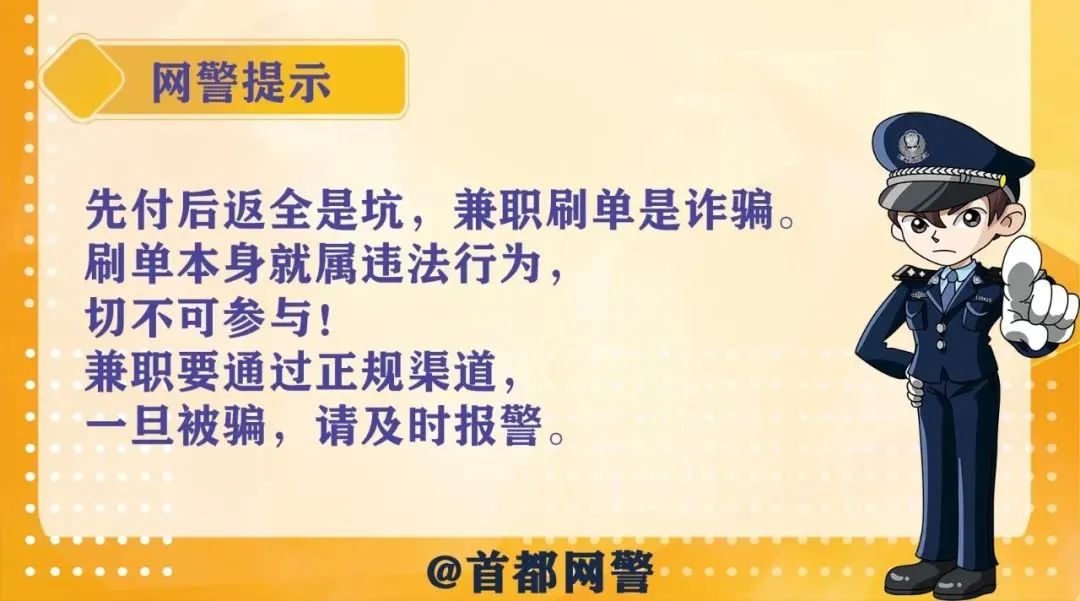 网警提示
先付后返全是坑，兼职刷单是诈骗。
刷单本身就属违法行为，
切不可参与！
兼职要通过正规渠道，
一旦被骗，请及时报警。
@首都网警